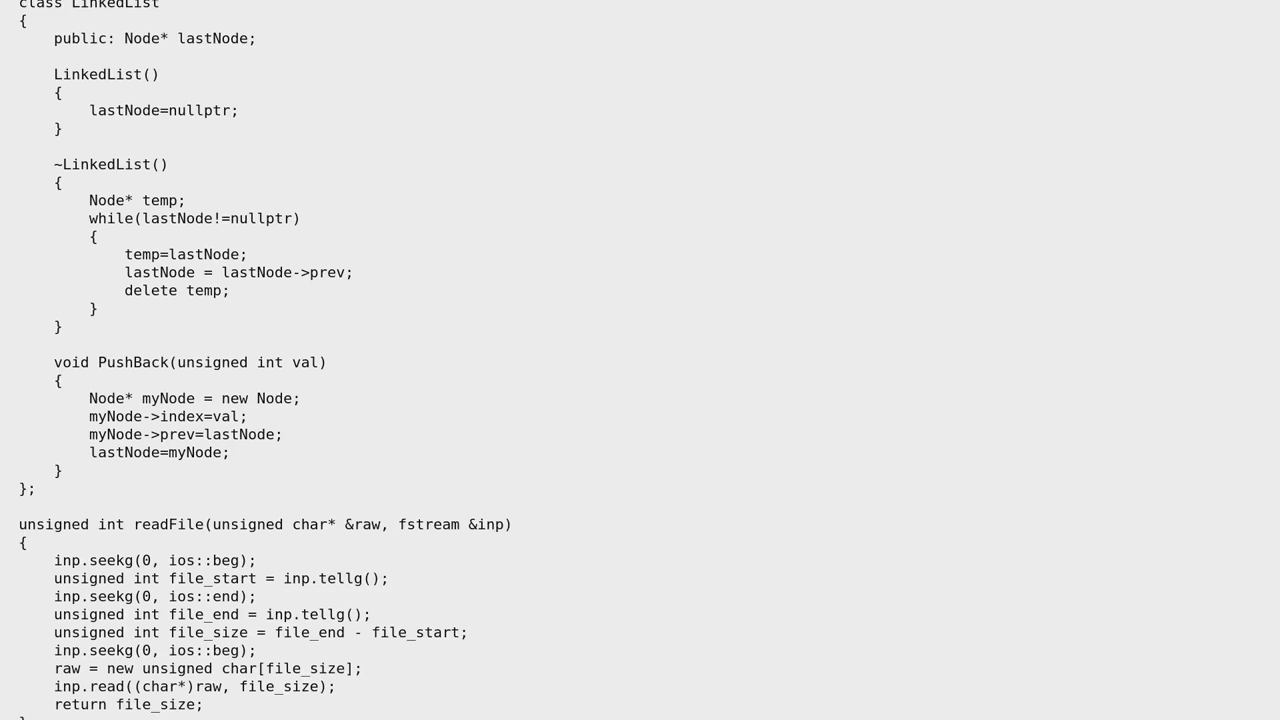 class LinkedList
{
    public: Node* lastNode;

    LinkedList()
    {
        lastNode=nullptr;
    }

    ~LinkedList()
    {
        Node* temp;
        while(lastNode!=nullptr)
        {
            temp=lastNode;
            lastNode = lastNode->prev;
            delete temp;
        }
    }

    void PushBack(unsigned int val)
    {
        Node* myNode = new Node;
        myNode->index=val;
        myNode->prev=lastNode;
        lastNode=myNode;
    }
};

unsigned int readFile(unsigned char* &raw, fstream &inp)
{
    inp.seekg(0, ios::beg);
    unsigned int file_start = inp.tellg();
    inp.seekg(0, ios::end);
    unsigned int file_end = inp.tellg();
    unsigned int file_size = file_end - file_start;
    inp.seekg(0, ios::beg);
    raw = new unsigned char[file_size];
    inp.read((char*)raw, file_size);
    return file_size;
}